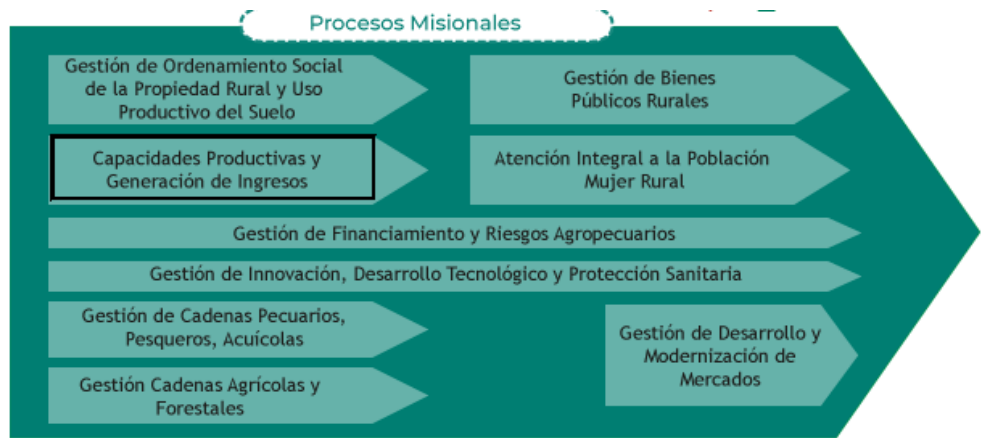 Procesos Misionales
Gestión de Ordenamiento Social
de la Propiedad Rural y Uso
Productivo del Suelo
Gestión de Bienes
Públicos Rurales
Capacidades Productivas y
Generación de Ingresos
Atención Integral a la Población
Mujer Rural
Gestión de Financiamiento y Riesgos Agropecuarios
Gestión de Innovación, Desarrollo Tecnológico y Protección Sanitaria
Gestión de Cadenas Pecuarios,
Pesqueros, Acuícolas
Gestión de Desarrollo y
Modernización de
Mercados
Gestión Cadenas Agrícolas y
Forestales